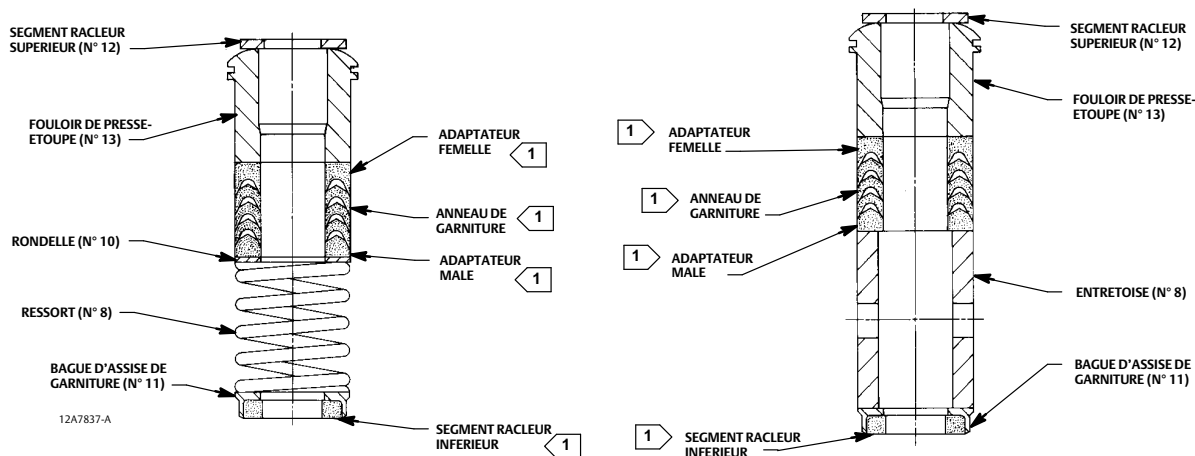 SEGMENT RACLEUR
SUPERIEUR (N° 12)
FOULOIR DE PRESSE-
ETOUPE (N° 13)
ADAPTATEUR
FEMELLE
1
ANNEAU DE
GARNITURE
1
RONDELLE (N° 10)
ADAPTATEUR
MALE
1
RESSORT (N° 8)
BAGUE D'ASSISE DE
GARNITURE (N° 11)
12A7837-A
SEGMENT RACLEUR
INFERIEUR
1
SEGMENT RACLEUR
SUPERIEUR (N° 12)
FOULOIR DE PRESSE-
ETOUPE (N° 13)
1
ADAPTATEUR
FEMELLE
1
ANNEAU DE
GARNITURE
1
ADAPTATEUR
MALE
ENTRETOISE (N° 8)
BAGUE D'ASSISE DE
GARNITURE (N° 11)
1
SEGMENT RACLEUR
INFERIEUR